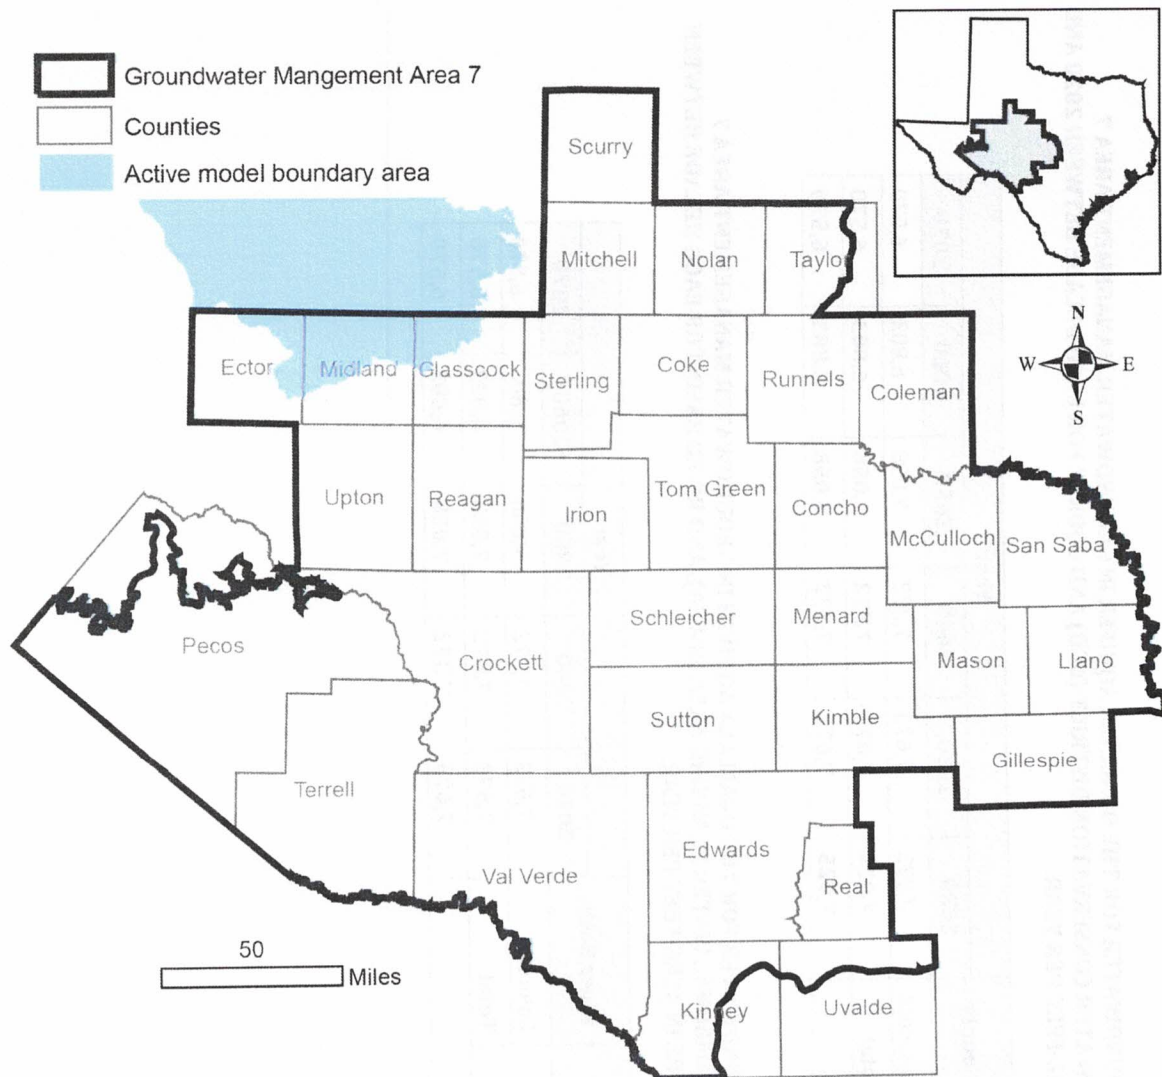 Groundwater Mangement Area 7
Counties
Active model boundary area
Scurry
Mitchell
Nolan
Taylor
N
W
E
S
Ector
Midland
Glasscock
Sterling
Coke
Runnels
Coleman
Upton
Reagan
Irion
Tom Green
Concho
McCulloch
San Saba
Pecos
Crockett
Schleicher
Menard
Mason
Llano
Sutton
Kimble
Gillespie
Terrell
Val Verde
Edwards
Real
Kinney
Uvalde
50
Miles